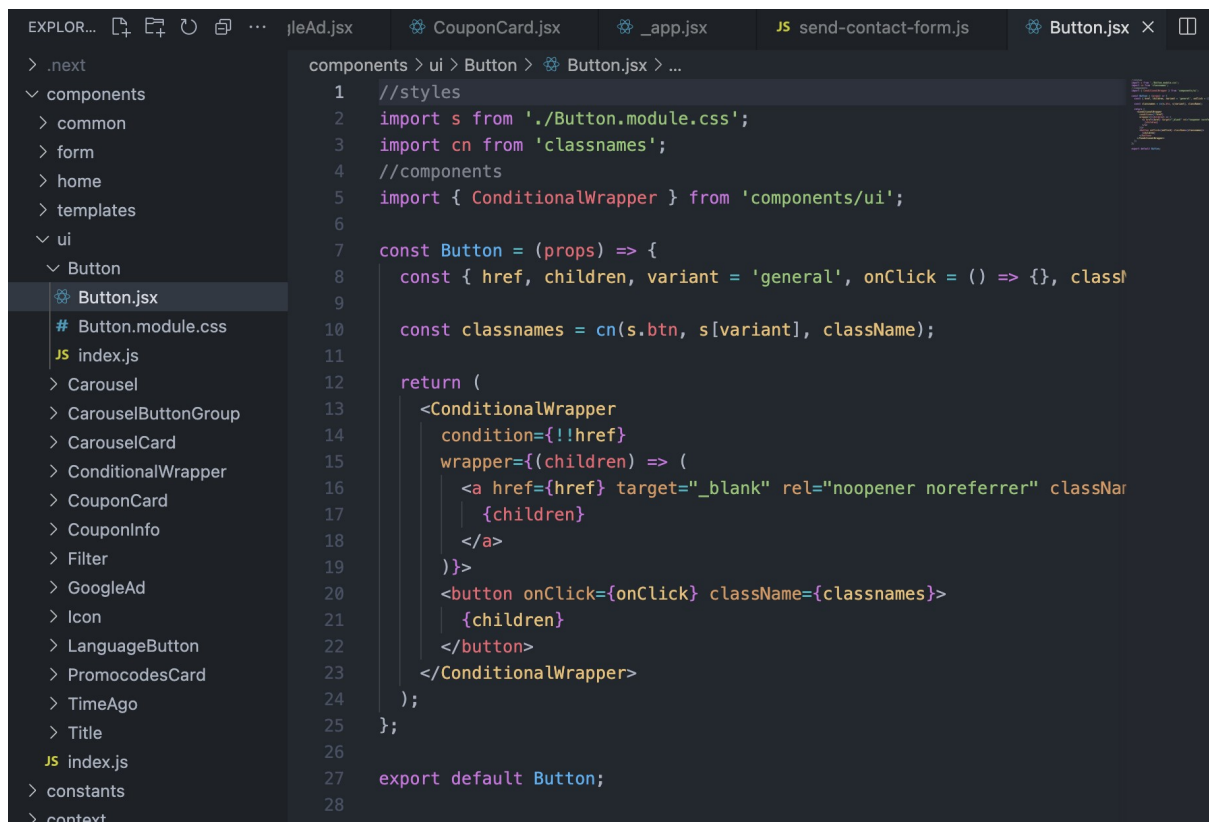 EXPLOR...
gleAd.jsx
CouponCard.jsx
_app.jsx
JS send-contact-form.js
Button.jsx
.next
components
common
form
home
templates
ui
Button
Button.jsx
# Button.module.css
JS index.js
Carousel
CarouselButtonGroup
CarouselCard
ConditionalWrapper
CouponCard
CouponInfo
Filter
GoogleAd
Icon
LanguageButton
PromocodesCard
TimeAgo
Title
JS index.js
constants
context
components > ui > Button > Button.jsx > ...
1 //styles
2 import s from './Button.module.css';
3 import cn from 'classnames';
4 //components
5 import { ConditionalWrapper } from 'components/ui';
6
7 const Button = (props) => {
8 const { href, children, variant = 'general', onClick = () => {}, class
9
10 const classnames = cn(s.btn, s[variant], className);
11
12 return (
13 <ConditionalWrapper
14 condition={!!href}
15 wrapper={(children) => (
16 <a href={href} target="_blank" rel="noopener noreferrer" classNa
17 {children}
18 </a>
19 )}>
20 <button onClick={onClick} className={classnames}>
21 {children}
22 </button>
23 </ConditionalWrapper>
24 );
25 };
26
27 export default Button;
28